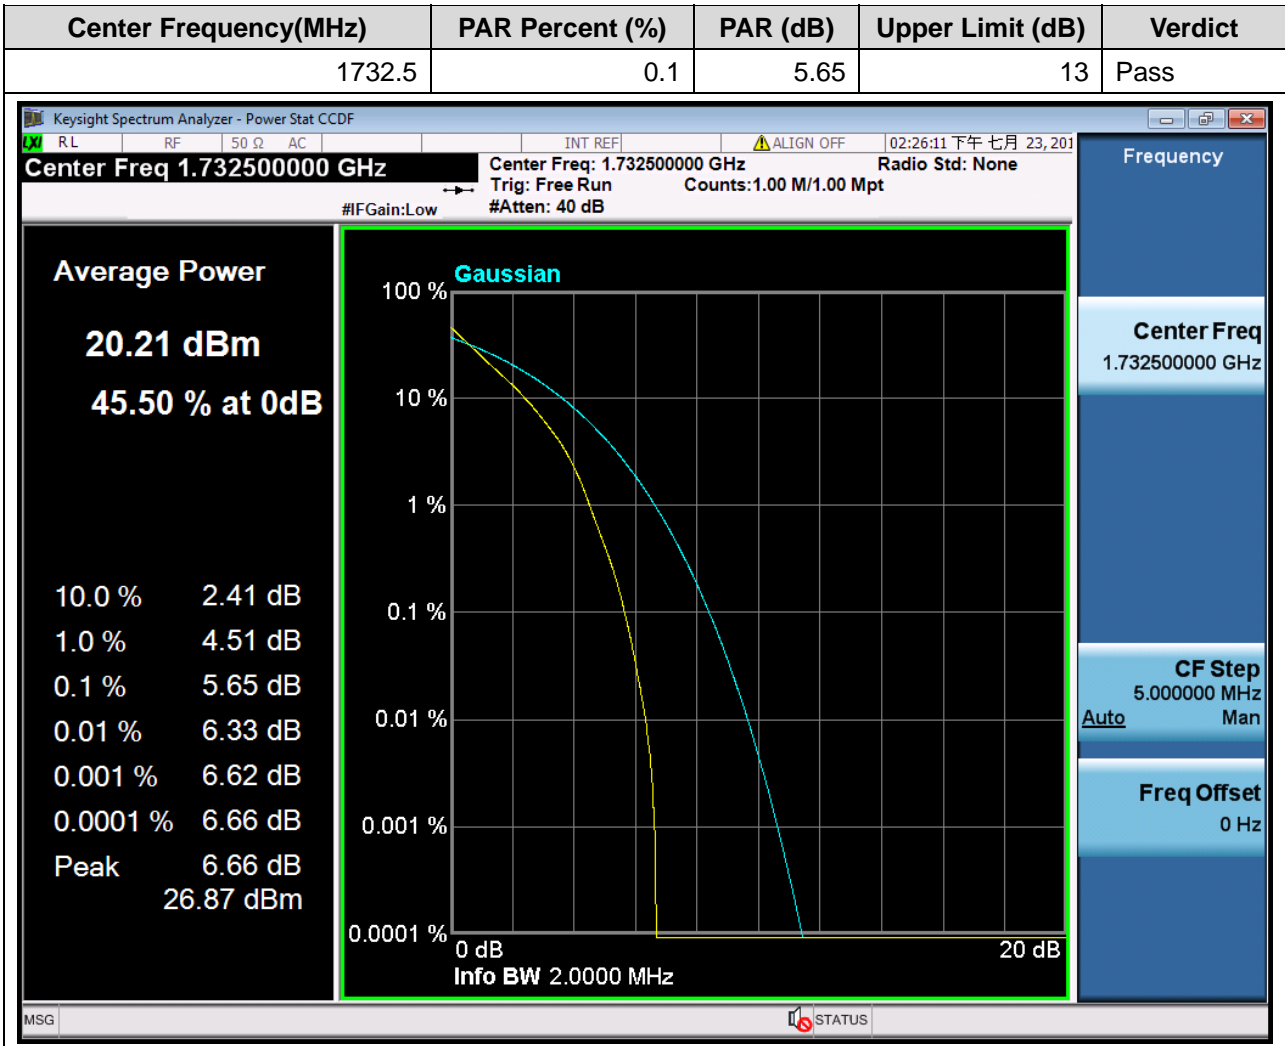 Center Frequency(MHz) PAR Percent (%) PAR (dB) Upper Limit (dB) Verdict
1732.5 0.1 5.65 13 Pass
Keysight Spectrum Analyzer - Power Stat CCDF
LXI RL RF 50 Ω AC INT REF ALIGN OFF 02:26:11 下午 七月 23, 201
Center Freq 1.732500000 GHz
Center Freq: 1.732500000 GHz Radio Std: None
Trig: Free Run Counts:1.00 M/1.00 Mpt
#IFGain:Low #Atten: 40 dB
Frequency
Average Power
20.21 dBm
45.50 % at 0dB
10.0 % 2.41 dB
1.0 % 4.51 dB
0.1 % 5.65 dB
0.01 % 6.33 dB
0.001 % 6.62 dB
0.0001 % 6.66 dB
Peak 6.66 dB
26.87 dBm
Gaussian
100 %
10 %
1 %
0.1 %
0.01 %
0.001 %
0.0001 %
0 dB 20 dB
Info BW 2.0000 MHz
Center Freq
1.732500000 GHz
CF Step
5.000000 MHz
Auto Man
Freq Offset
0 Hz
MSG STATUS